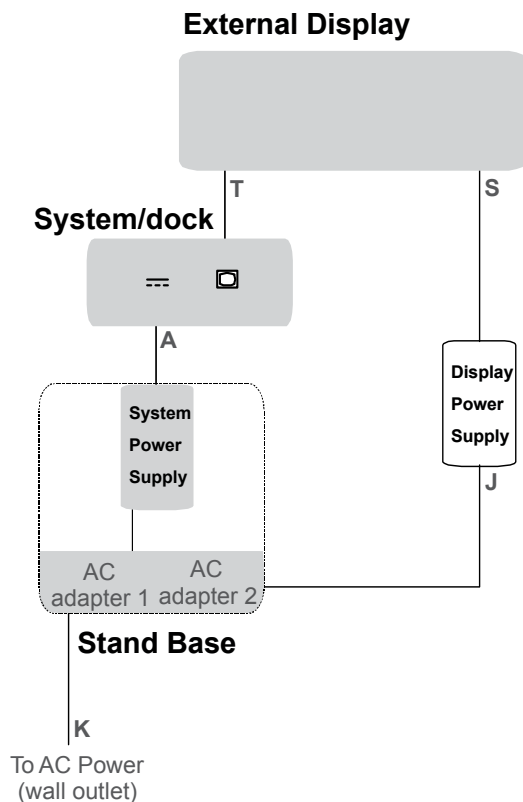 External Display
T
S
System/dock
A
System
Power
Supply
Display
Power
Supply
J
AC
adapter 1
AC
adapter 2
Stand Base
K
To AC Power
(wall outlet)